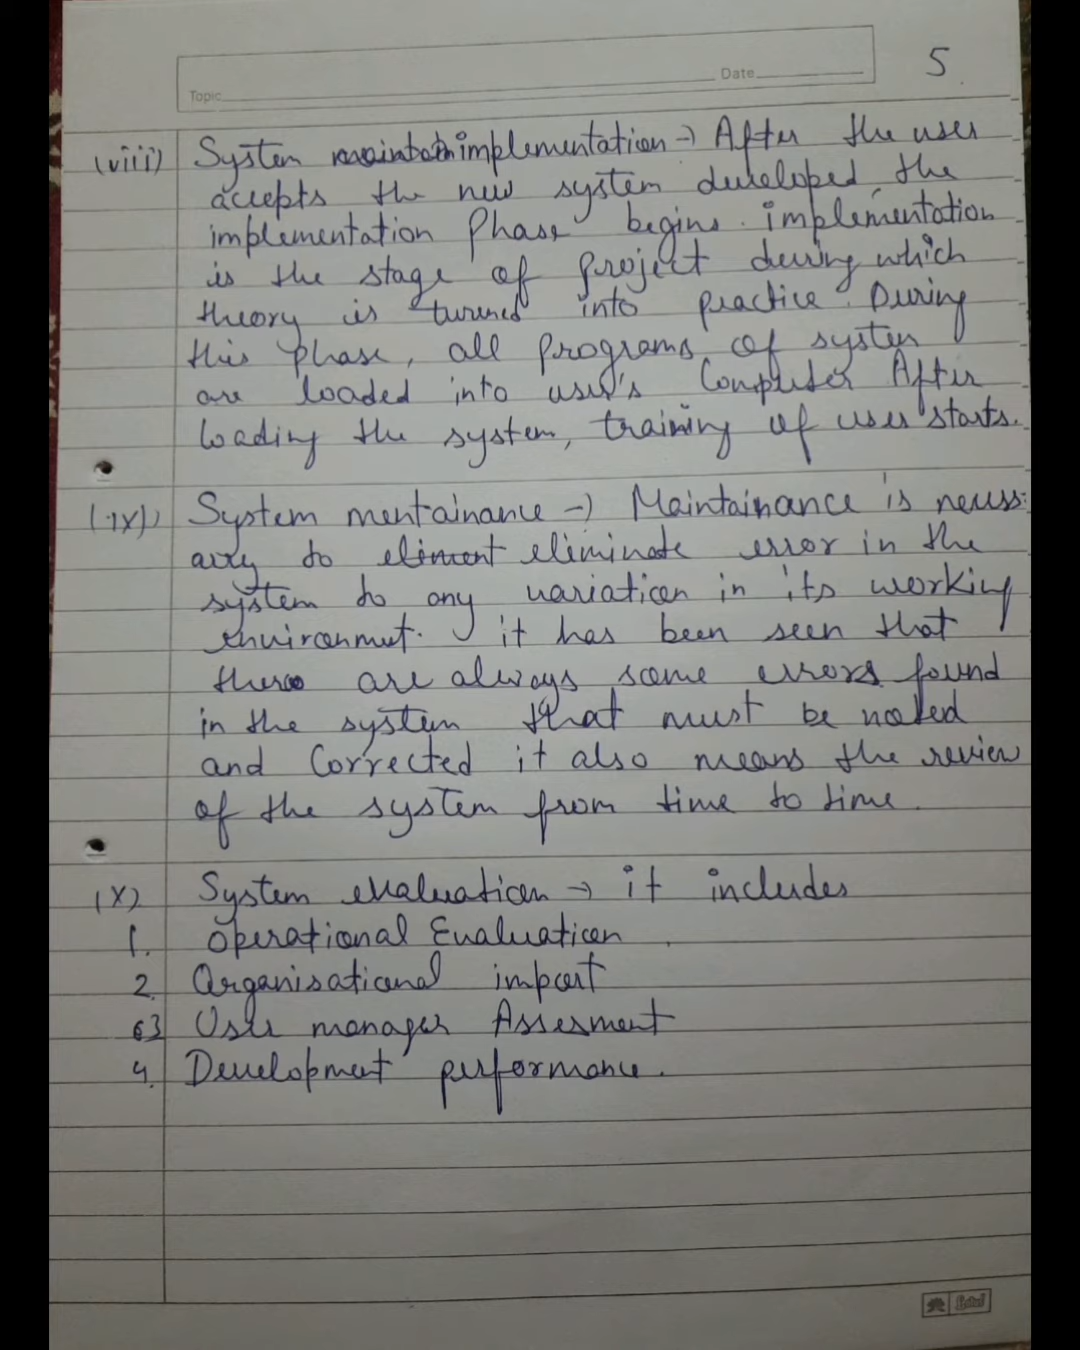 5
Date
Topic
(viii) System implementation → After the user
accepts the new system developed, the
implementation Phase begins. implementation
is the stage of project during which
theory is turned into practice. During
this phase, all programs of system
are loaded into user's Computer After
loading the system, training of user starts.
(ix) System mentainance → Maintainance is necess
ary to eliment eliminate error in the
system to any variation in its working
environmet. it has been seen that
there are always some errors found
in the system that must be noted
and Corrected it also means the review
of the system from time to time.
(X) System evaluation → it includes
1. Operational Evaluation
2. Organisational impact
3 User manager Assesment
4. Development performance.